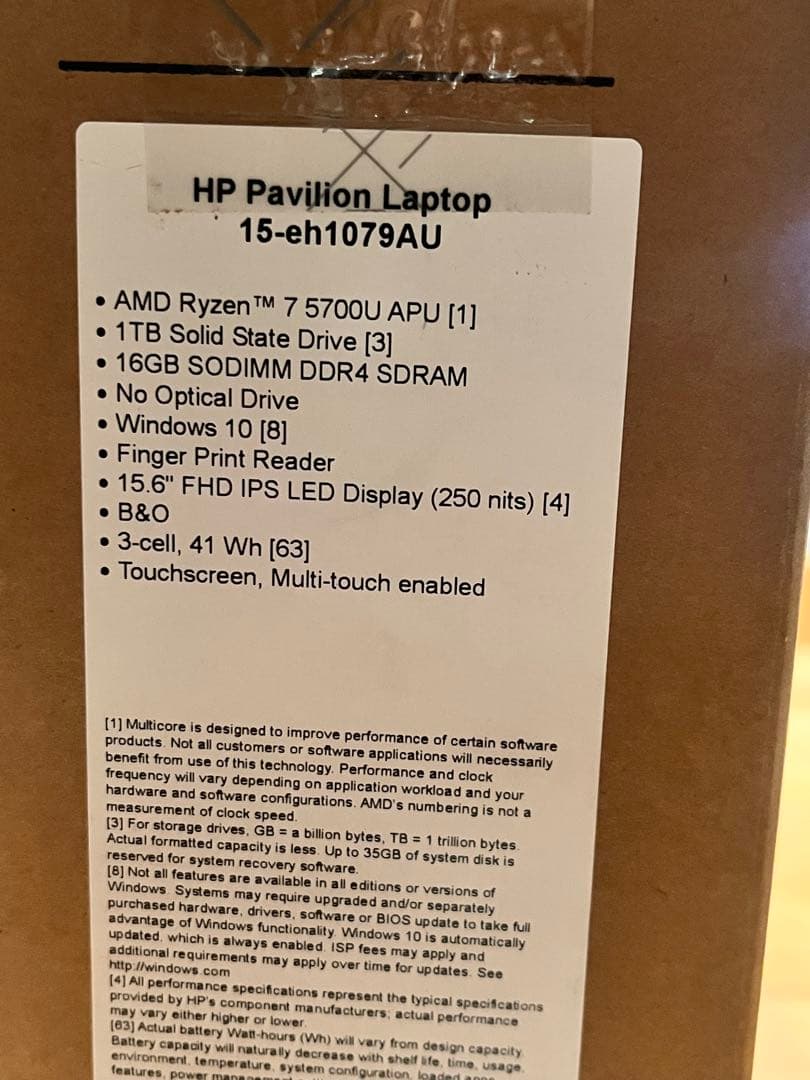 HP Pavilion Laptop
15-eh1079AU
• AMD Ryzen™ 7 5700U APU [1]
• 1TB Solid State Drive [3]
• 16GB SODIMM DDR4 SDRAM
• No Optical Drive
• Windows 10 [8]
• Finger Print Reader
• 15.6" FHD IPS LED Display (250 nits) [4]
• B&O
• 3-cell, 41 Wh [63]
• Touchscreen, Multi-touch enabled
[1] Multicore is designed to improve performance of certain software
products. Not all customers or software applications will necessarily
benefit from use of this technology. Performance and clock
frequency will vary depending on application workload and your
hardware and software configurations. AMD's numbering is not a
measurement of clock speed.
[3] For storage drives, GB = a billion bytes, TB = 1 trillion bytes.
Actual formatted capacity is less. Up to 35GB of system disk is
reserved for system recovery software.
[8] Not all features are available in all editions or versions of
Windows. Systems may require upgraded and/or separately
purchased hardware, drivers, software or BIOS update to take full
advantage of Windows functionality. Windows 10 is automatically
updated, which is always enabled. ISP fees may apply and
additional requirements may apply over time for updates. See
http://windows.com
[4] All performance specifications represent the typical specifications
provided by HP's component manufacturers; actual performance
may vary either higher or lower.
[63] Actual battery Watt-hours (Wh) will vary from design capacity.
Battery capacity will naturally decrease with shelf life, time, usage,
environment, temperature, system configuration, loaded apps,
features, power